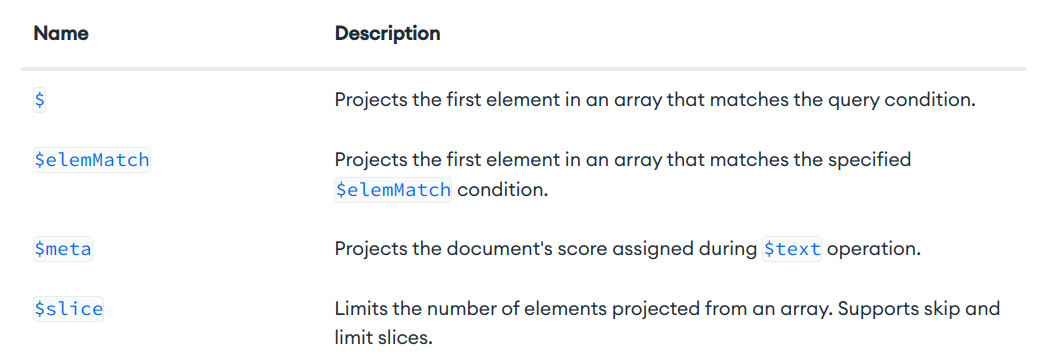 Name Description
$ Projects the first element in an array that matches the query condition.
$elemMatch Projects the first element in an array that matches the specified
$elemMatch condition.
$meta Projects the document's score assigned during $text operation.
$slice Limits the number of elements projected from an array. Supports skip and
limit slices.